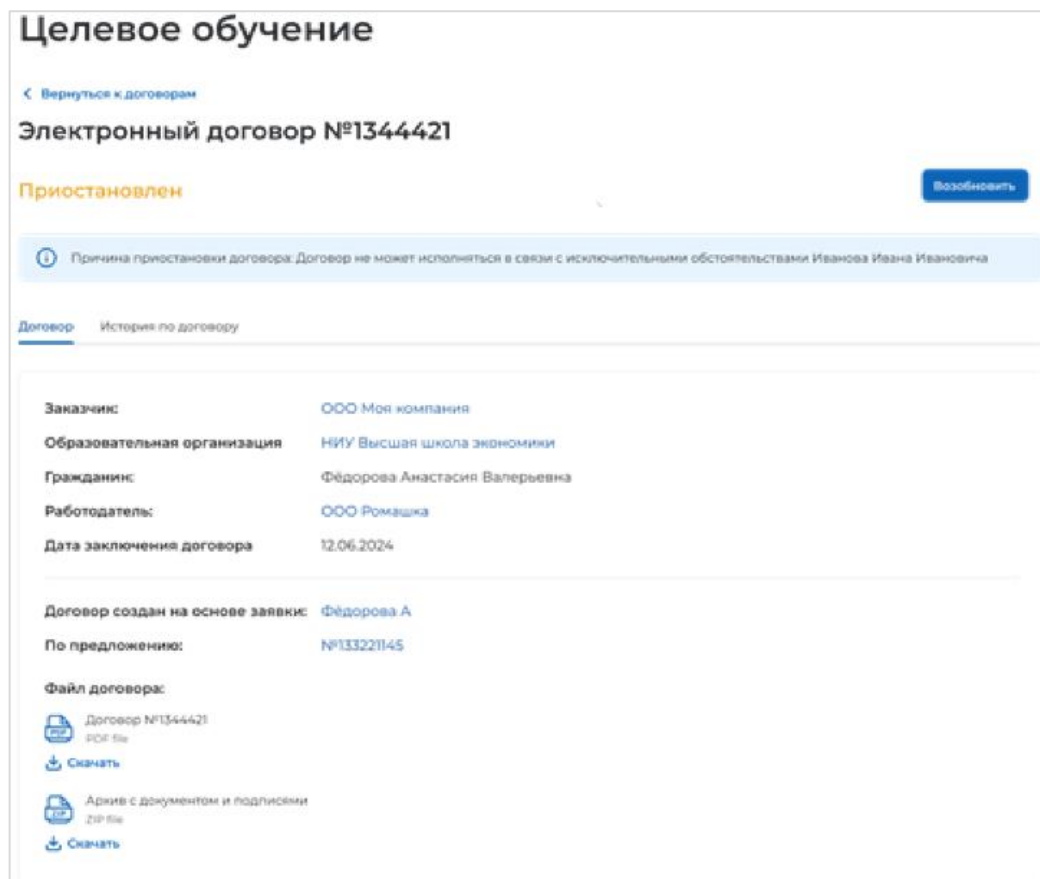 Целевое обучение
Вернуться к договорам
Электронный договор №1344421
Приостановлен
Возобновить
Причина приостановки договора: Договор не может исполняться в связи с исключительными обстоятельствами Иванова Ивана Ивановича
Договор История по договору
Заказчик: ООО Моя компания
Образовательная организация НИУ Высшая школа экономики
Гражданин: Фёдорова Анастасия Валерьевна
Работодатель: ООО Ромашка
Дата заключения договора 12.06.2024
Договор создан на основе заявки: Фёдорова А
По предложению: №133221145
Файл договора:
Договор №1344421
PDF
PDF file
Скачать
Архив с документом и подписями
ZIP
ZIP file
Скачать